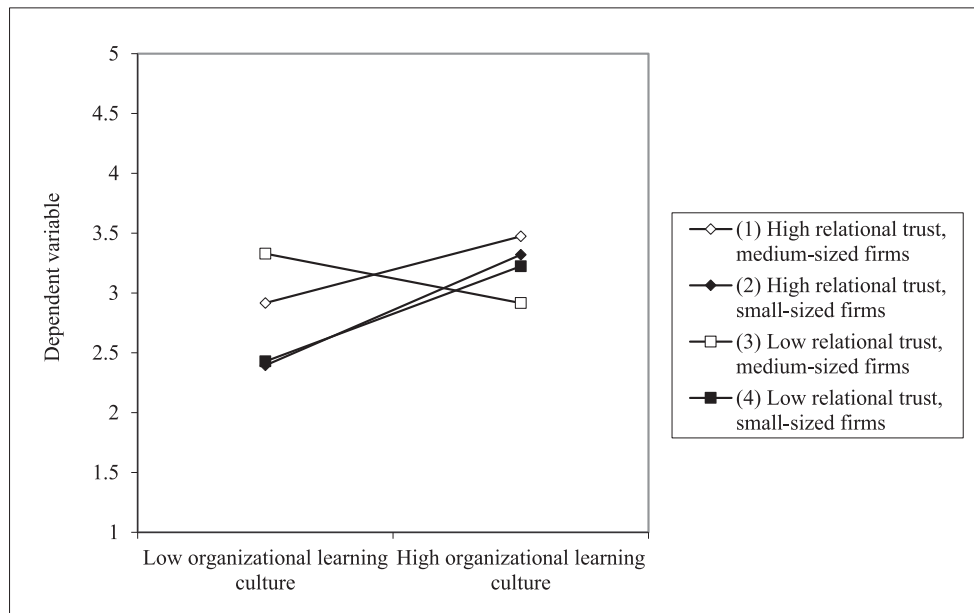 5
4.5
4
3.5
3
2.5
2
1.5
1
Dependent variable
Low organizational learning
culture
High organizational learning
culture
(1) High relational trust,
medium-sized firms
(2) High relational trust,
small-sized firms
(3) Low relational trust,
medium-sized firms
(4) Low relational trust,
small-sized firms